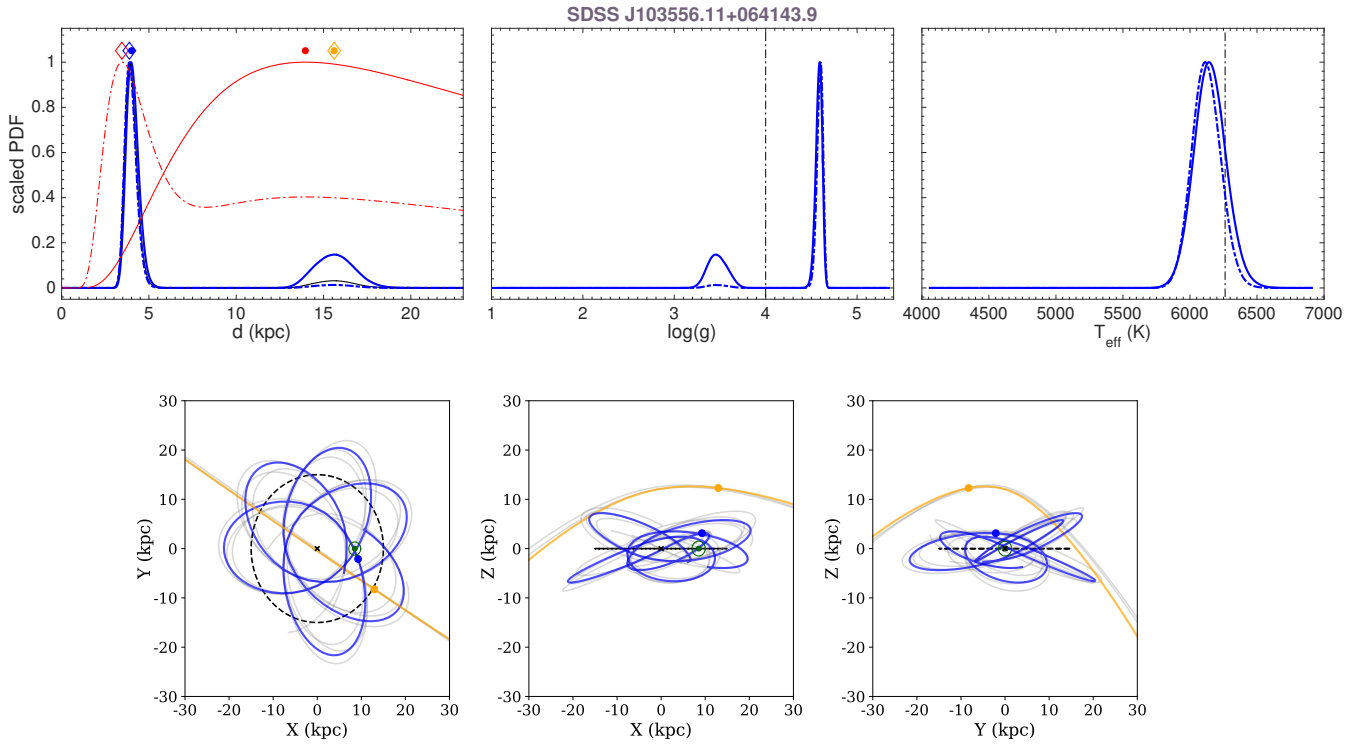 SDSS J103556.11+064143.9
scaled PDF
1
0.8
0.6
0.4
0.2
0
0 5 10 15 20
d (kpc)
1 2 3 4 5
log(g)
4000 4500 5000 5500 6000 6500 7000
T_eff (K)
Y (kpc)
30
20
10
0
-10
-20
-30
-30 -20 -10 0 10 20 30
X (kpc)
Z (kpc)
30
20
10
0
-10
-20
-30
-30 -20 -10 0 10 20 30
X (kpc)
Z (kpc)
30
20
10
0
-10
-20
-30
-30 -20 -10 0 10 20 30
Y (kpc)